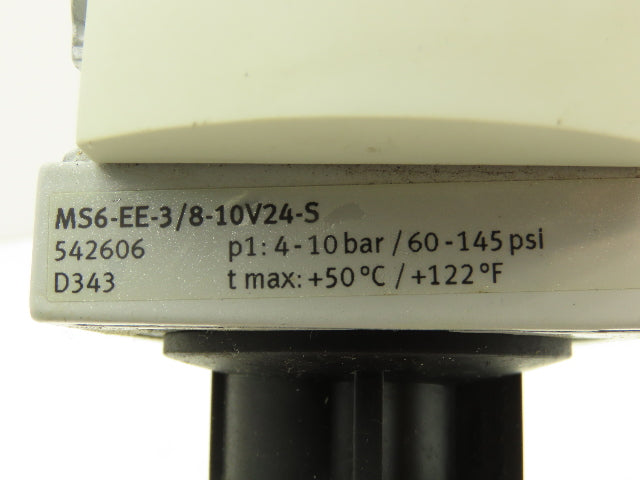 MS6-EE-3/8-10V24-S
542606 p1: 4-10 bar / 60-145 psi
D343 t max: +50 °C / +122 °F